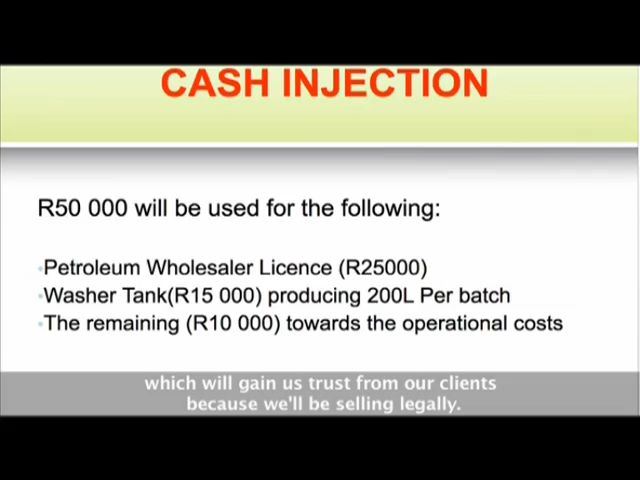 CASH INJECTION
R50 000 will be used for the following:
•Petroleum Wholesaler Licence (R25000)
•Washer Tank(R15 000) producing 200L Per batch
•The remaining (R10 000) towards the operational costs
which will gain us trust from our clients
because we'll be selling legally.